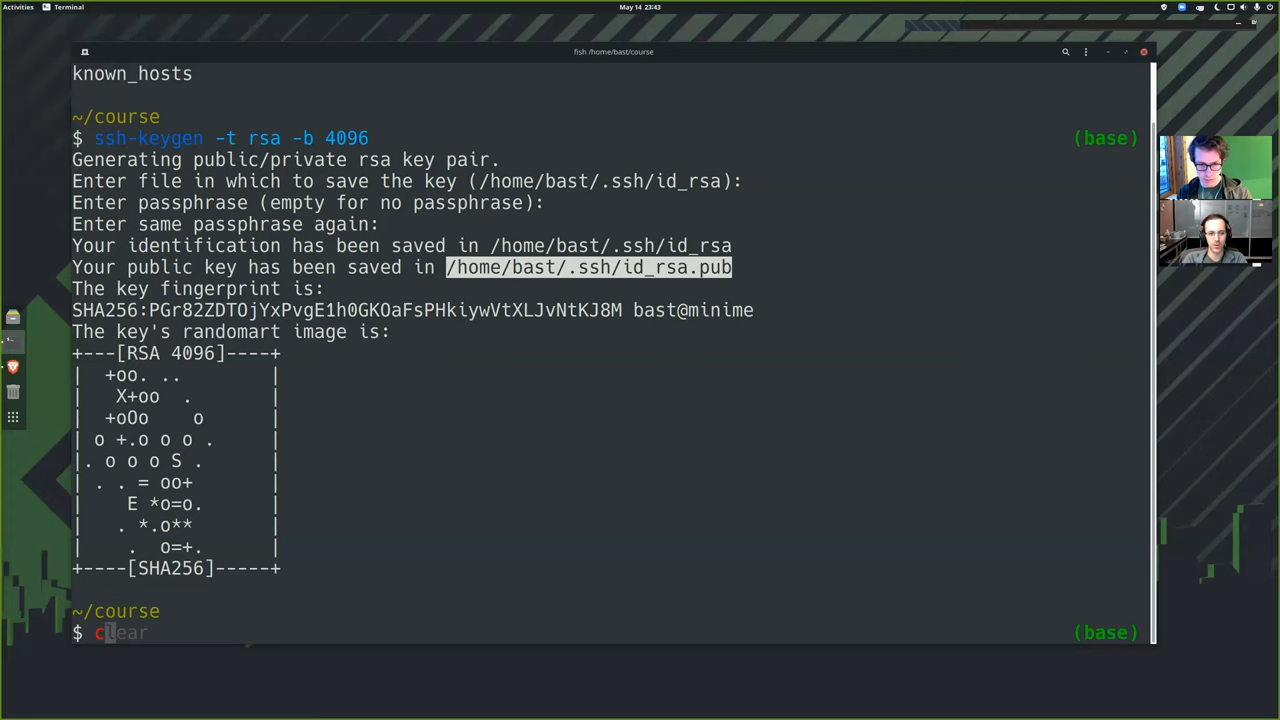 Activities
Terminal
May 14 23:43
fish /home/bast/course
known_hosts
~/course
$ ssh-keygen -t rsa -b 4096 (base)
Generating public/private rsa key pair.
Enter file in which to save the key (/home/bast/.ssh/id_rsa):
Enter passphrase (empty for no passphrase):
Enter same passphrase again:
Your identification has been saved in /home/bast/.ssh/id_rsa
Your public key has been saved in /home/bast/.ssh/id_rsa.pub
The key fingerprint is:
SHA256:PGr82ZDTOjYxPvgE1h0GKOaFsPHkiywVtXLJvNtKJ8M bast@minime
The key's randomart image is:
+---[RSA 4096]----+
|  +oo. ..        |
|   X+oo  .       |
|  +oOo    o      |
| o +.o o o .     |
|. o o o S .      |
| . . = oo+       |
|    E *o=o.      |
|   . *.o**       |
|    .  o=+.      |
+----[SHA256]-----+
~/course
$ clear (base)